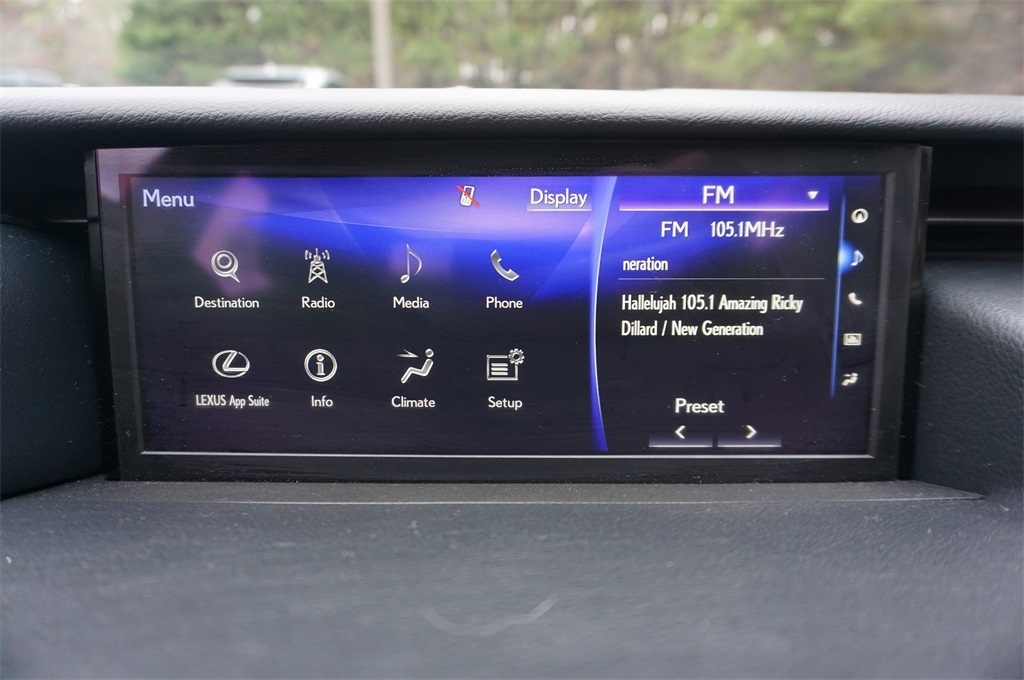 Menu
Display
Destination
Radio
Media
Phone
LEXUS App Suite
Info
Climate
Setup
FM
FM 105.1MHz
neration
Hallelujah 105.1 Amazing Ricky
Dillard / New Generation
Preset